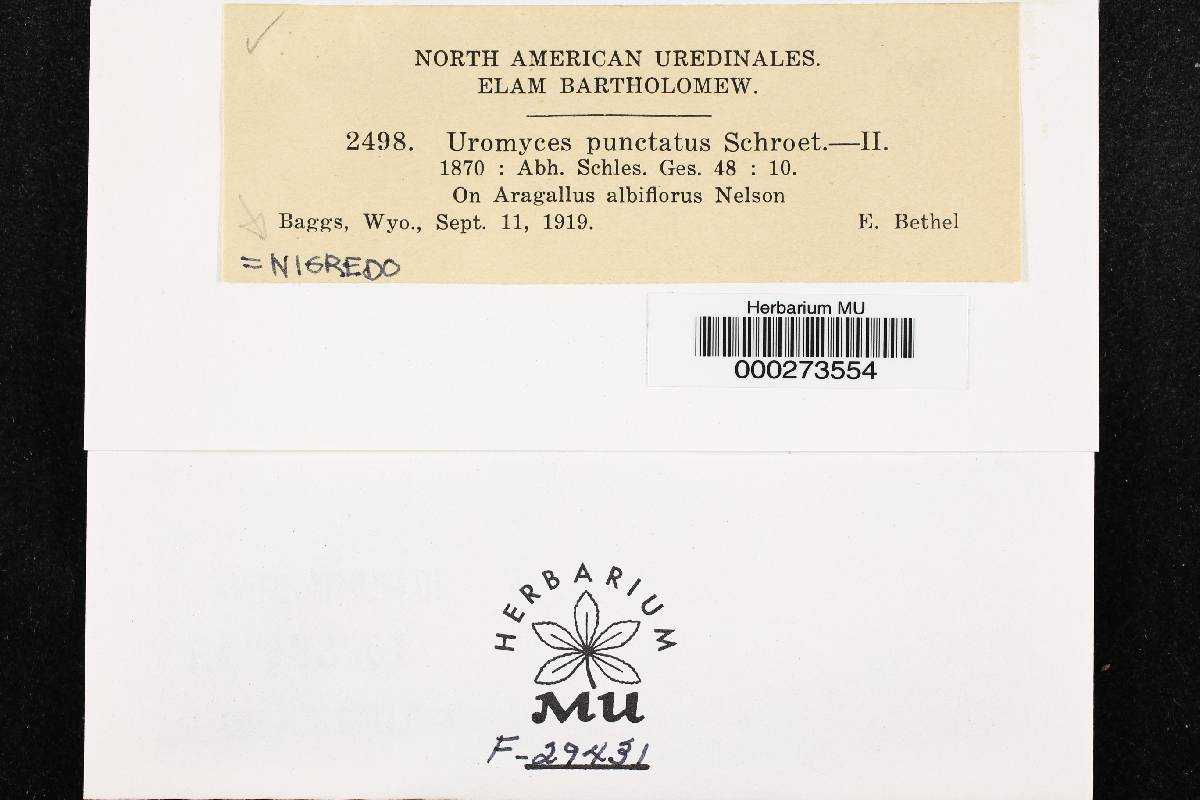 NORTH AMERICAN UREDINALES.
ELAM BARTHOLOMEW.
2498. Uromyces punctatus Schroet.—II.
1870 : Abh. Schles. Ges. 48 : 10.
On Aragallus albiflorus Nelson
Baggs, Wyo., Sept. 11, 1919. E. Bethel
=NIGREDO
Herbarium MU
000273554
HERBARIUM
MU
F-29431